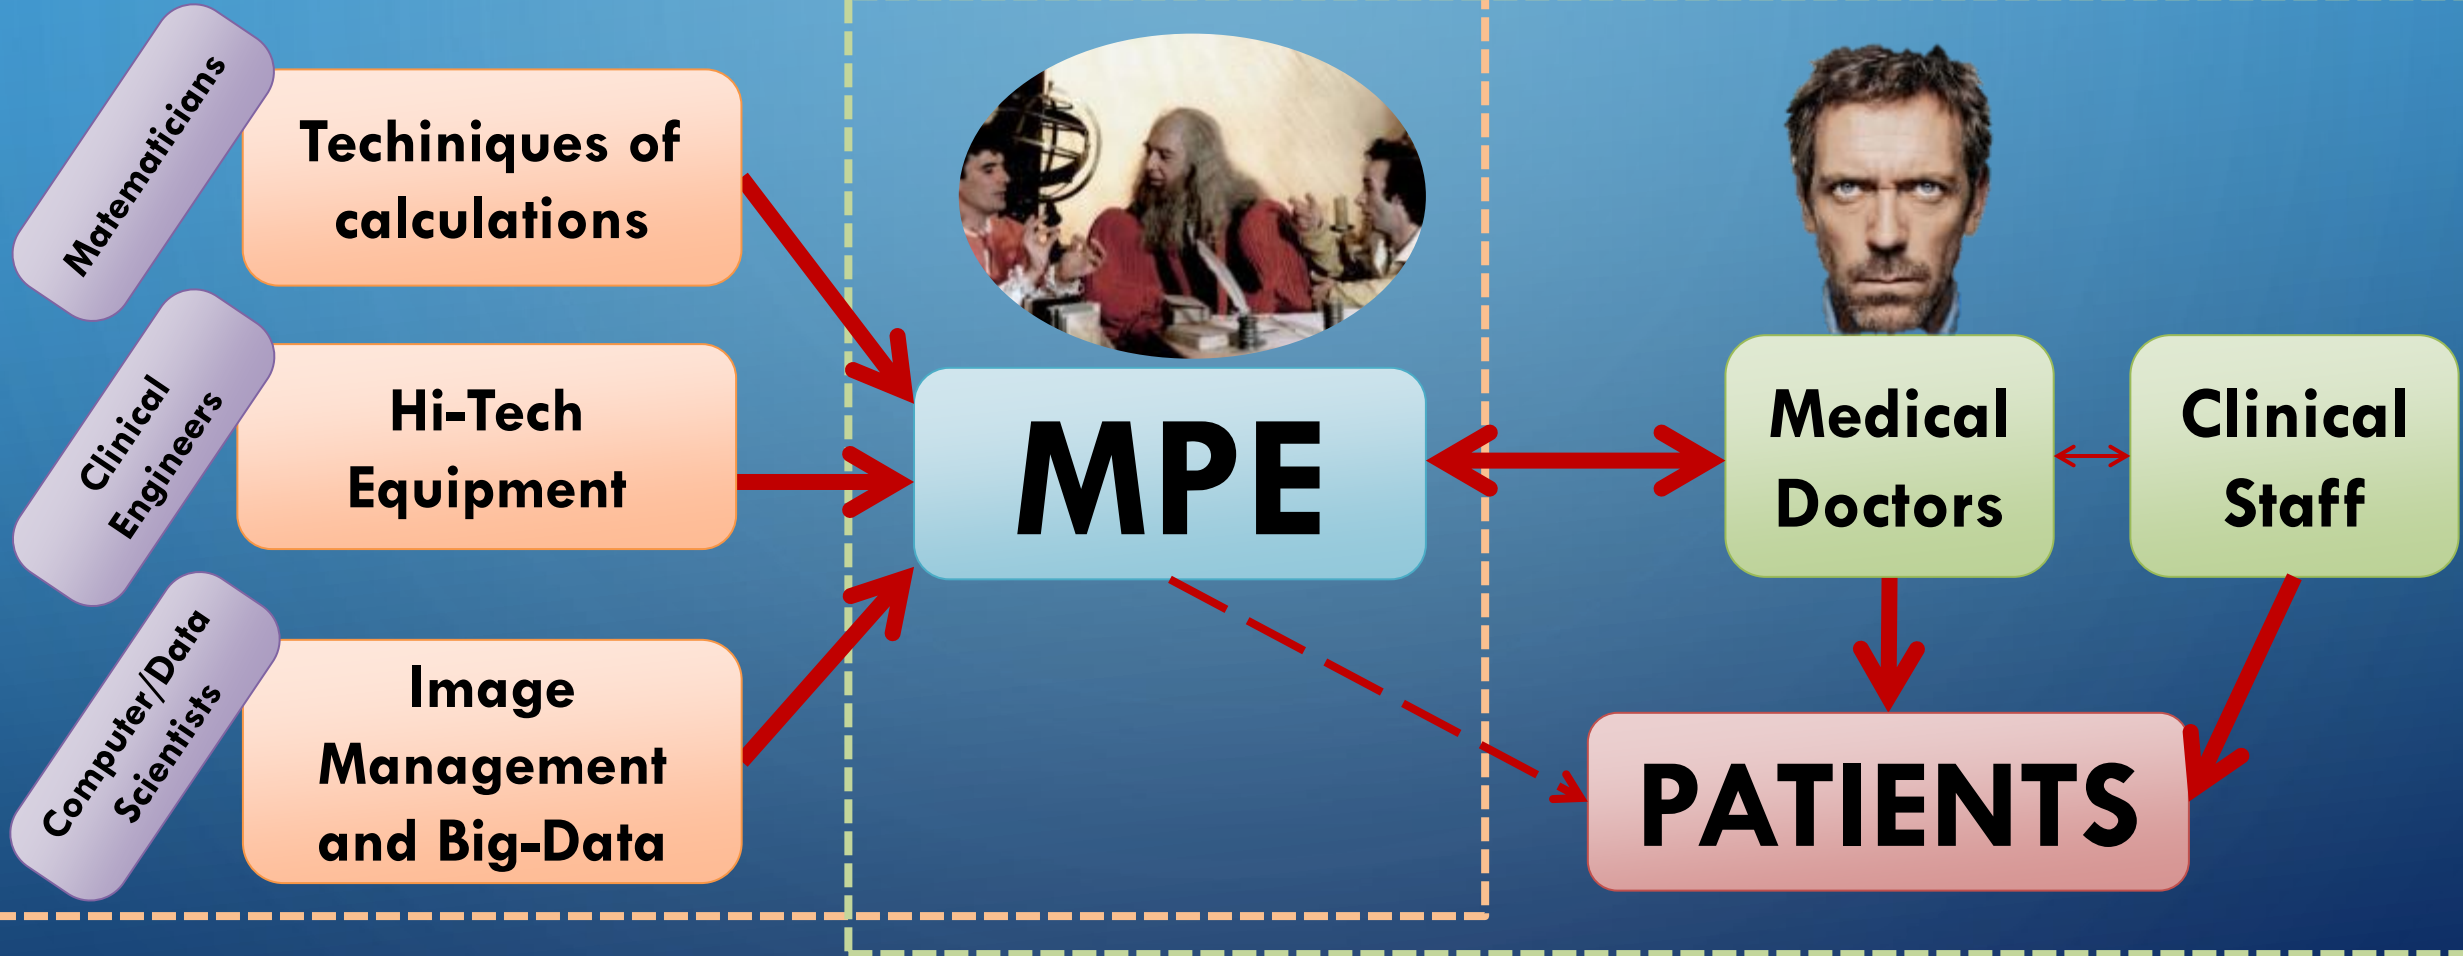 Matematicians
Techiniques of
calculations
Clinical
Engineers
Hi-Tech
Equipment
Computer/Data
Scientists
Image
Management
and Big-Data
MPE
Medical
Doctors
Clinical
Staff
PATIENTS